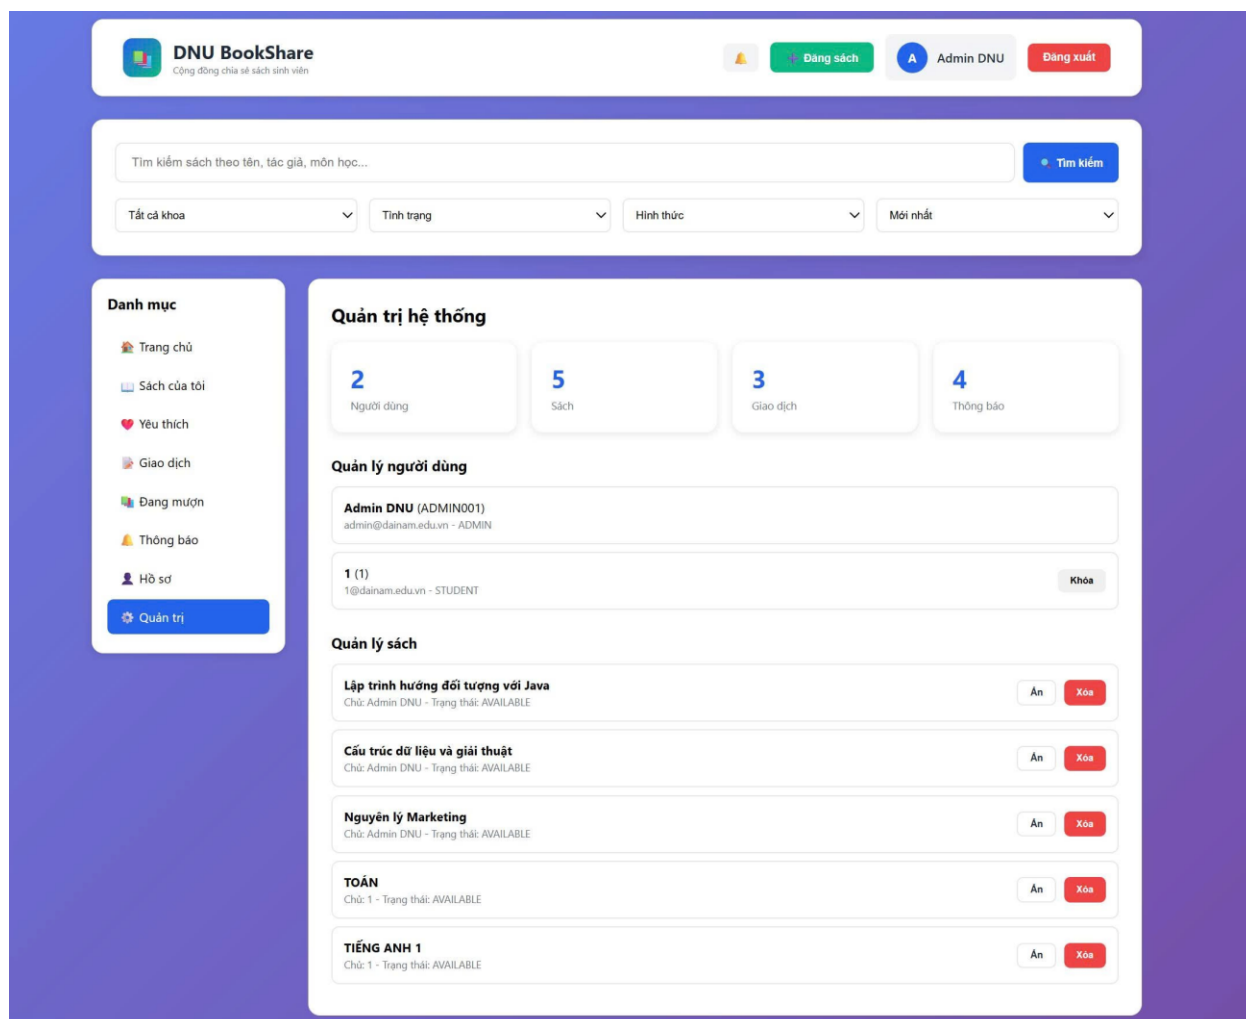 DNU BookShare
Cộng đồng chia sẻ sách sinh viên
Đăng sách
A
Admin DNU
Đăng xuất
Tìm kiếm sách theo tên, tác giả, môn học...
Tìm kiếm
Tất cả khoa
Tình trạng
Hình thức
Mới nhất
Danh mục
Trang chủ
Sách của tôi
Yêu thích
Giao dịch
Đang mượn
Thông báo
Hồ sơ
Quản trị
Quản trị hệ thống
2
Người dùng
5
Sách
3
Giao dịch
4
Thông báo
Quản lý người dùng
Admin DNU (ADMIN001)
admin@dainam.edu.vn - ADMIN
1 (1)
1@dainam.edu.vn - STUDENT
Khóa
Quản lý sách
Lập trình hướng đối tượng với Java
Chủ: Admin DNU - Trạng thái: AVAILABLE
Ẩn
Xóa
Cấu trúc dữ liệu và giải thuật
Chủ: Admin DNU - Trạng thái: AVAILABLE
Ẩn
Xóa
Nguyên lý Marketing
Chủ: Admin DNU - Trạng thái: AVAILABLE
Ẩn
Xóa
TOÁN
Chủ: 1 - Trạng thái: AVAILABLE
Ẩn
Xóa
TIẾNG ANH 1
Chủ: 1 - Trạng thái: AVAILABLE
Ẩn
Xóa